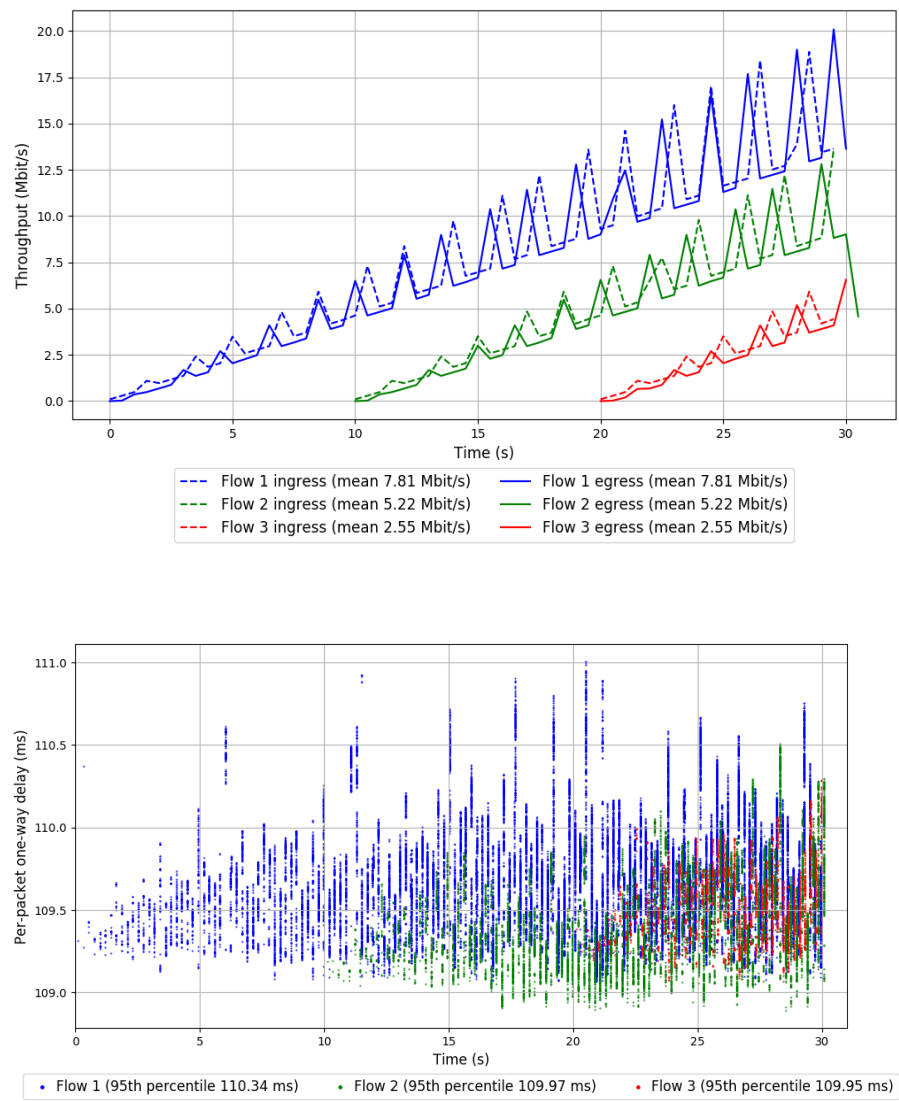 20.0
17.5
15.0
12.5
10.0
7.5
5.0
2.5
0.0
Throughput (Mbit/s)
0 5 10 15 20 25 30
Time (s)
Flow 1 ingress (mean 7.81 Mbit/s) Flow 1 egress (mean 7.81 Mbit/s)
Flow 2 ingress (mean 5.22 Mbit/s) Flow 2 egress (mean 5.22 Mbit/s)
Flow 3 ingress (mean 2.55 Mbit/s) Flow 3 egress (mean 2.55 Mbit/s)
111.0
110.5
110.0
109.5
109.0
Per-packet one-way delay (ms)
0 5 10 15 20 25 30
Time (s)
Flow 1 (95th percentile 110.34 ms) Flow 2 (95th percentile 109.97 ms) Flow 3 (95th percentile 109.95 ms)